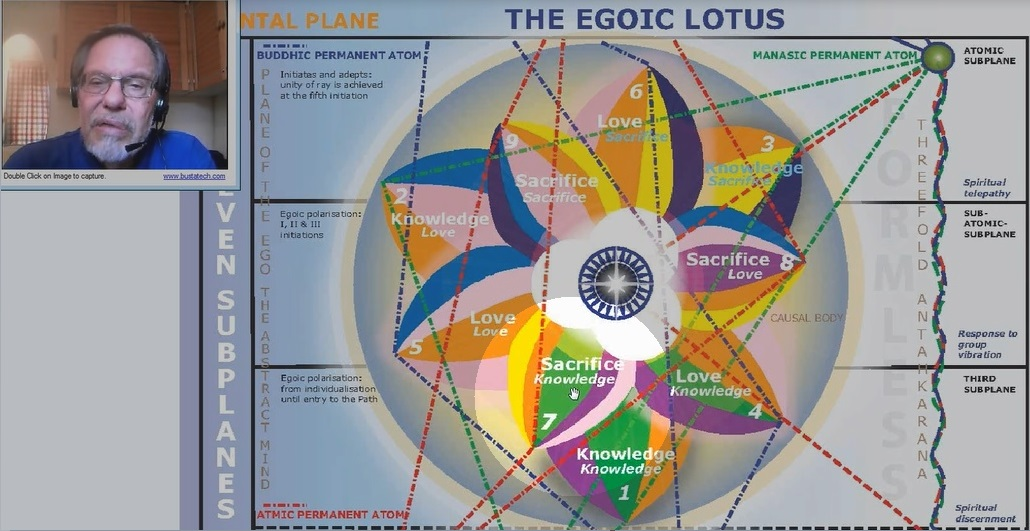 NTAL PLANE
THE EGOIC LOTUS
BUDDHIC PERMANENT ATOM
MANASIC PERMANENT ATOM
ATOMIC
SUBPLANE
Initiates and adepts:
unity of ray is achieved
at the fifth initiation
6
Love
Sacrifice
9
Sacrifice
Sacrifice
3
Knowledge
Sacrifice
2
Knowledge
Love
Spiritual
telepathy
Double Click on Image to capture.
www.bustatech.com
Egoic polarisation:
I, II & III
initiations
SUB-
ATOMIC-
SUBPLANE
Sacrifice 8
Love
Love
Love
5
CAUSAL BODY
Response to
group
vibration
Egoic polarisation:
from individualisation
until entry to the Path
Sacrifice
Knowledge
7
Love
Knowledge
4
THIRD
SUBPLANE
Knowledge
Knowledge
1
ATMIC PERMANENT ATOM
Spiritual
discernment
EVEN SUBPLANES
PLANE OF THE EGO THE ABSTRACT MIND
ORMLES
THREEFOLD ANTAHKARANA